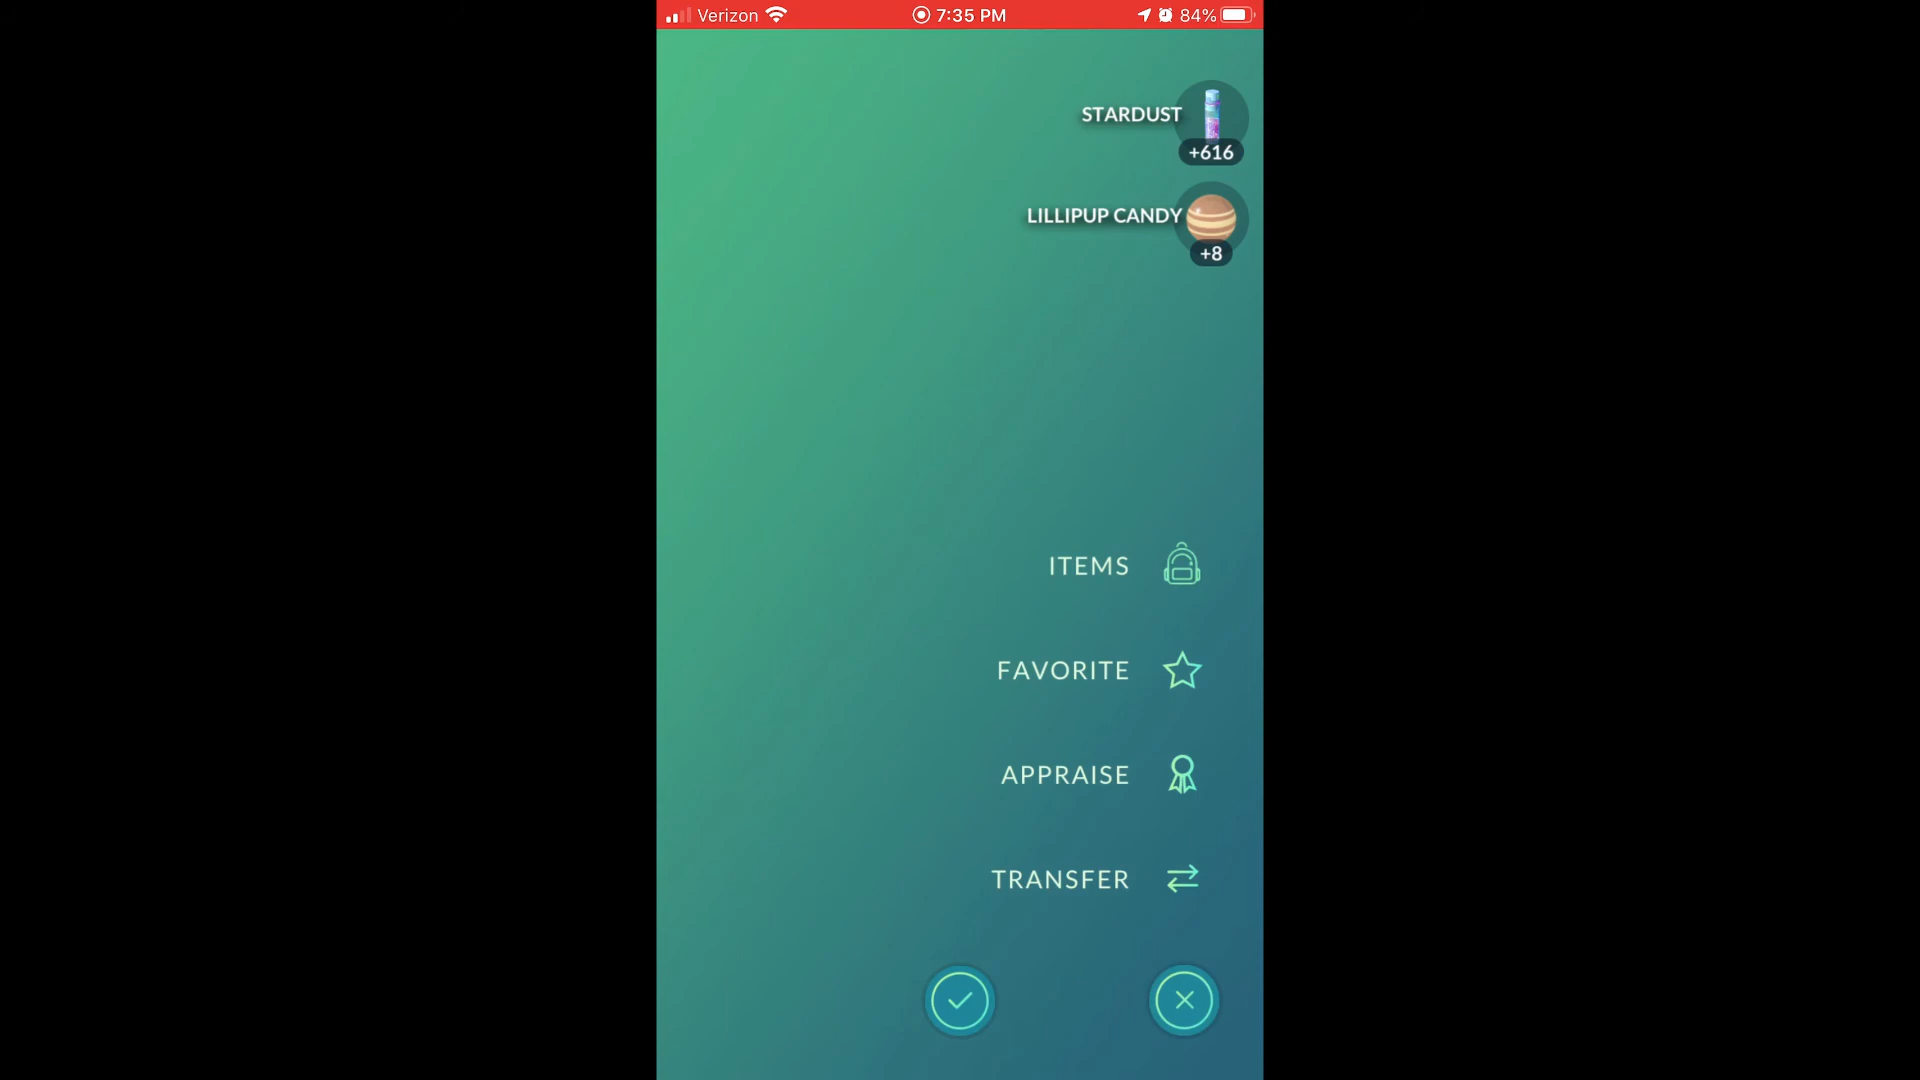 Verizon 7:35 PM 84%
STARDUST
+616
LILLIPUP CANDY
+8
ITEMS
FAVORITE
APPRAISE
TRANSFER